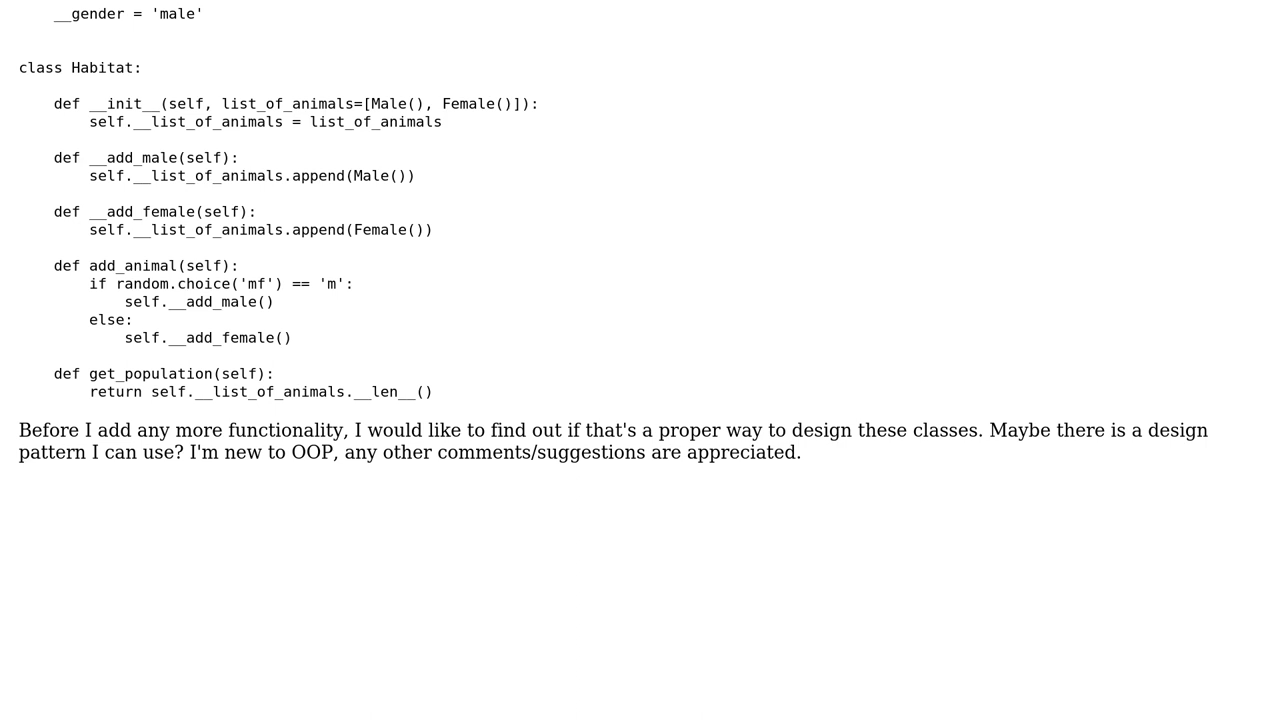 __gender = 'male'
class Habitat:
    def __init__(self, list_of_animals=[Male(), Female()]):
        self.__list_of_animals = list_of_animals
    def __add_male(self):
        self.__list_of_animals.append(Male())
    def __add_female(self):
        self.__list_of_animals.append(Female())
    def add_animal(self):
        if random.choice('mf') == 'm':
            self.__add_male()
        else:
            self.__add_female()
    def get_population(self):
        return self.__list_of_animals.__len__()
Before I add any more functionality, I would like to find out if that's a proper way to design these classes. Maybe there is a design
pattern I can use? I'm new to OOP, any other comments/suggestions are appreciated.